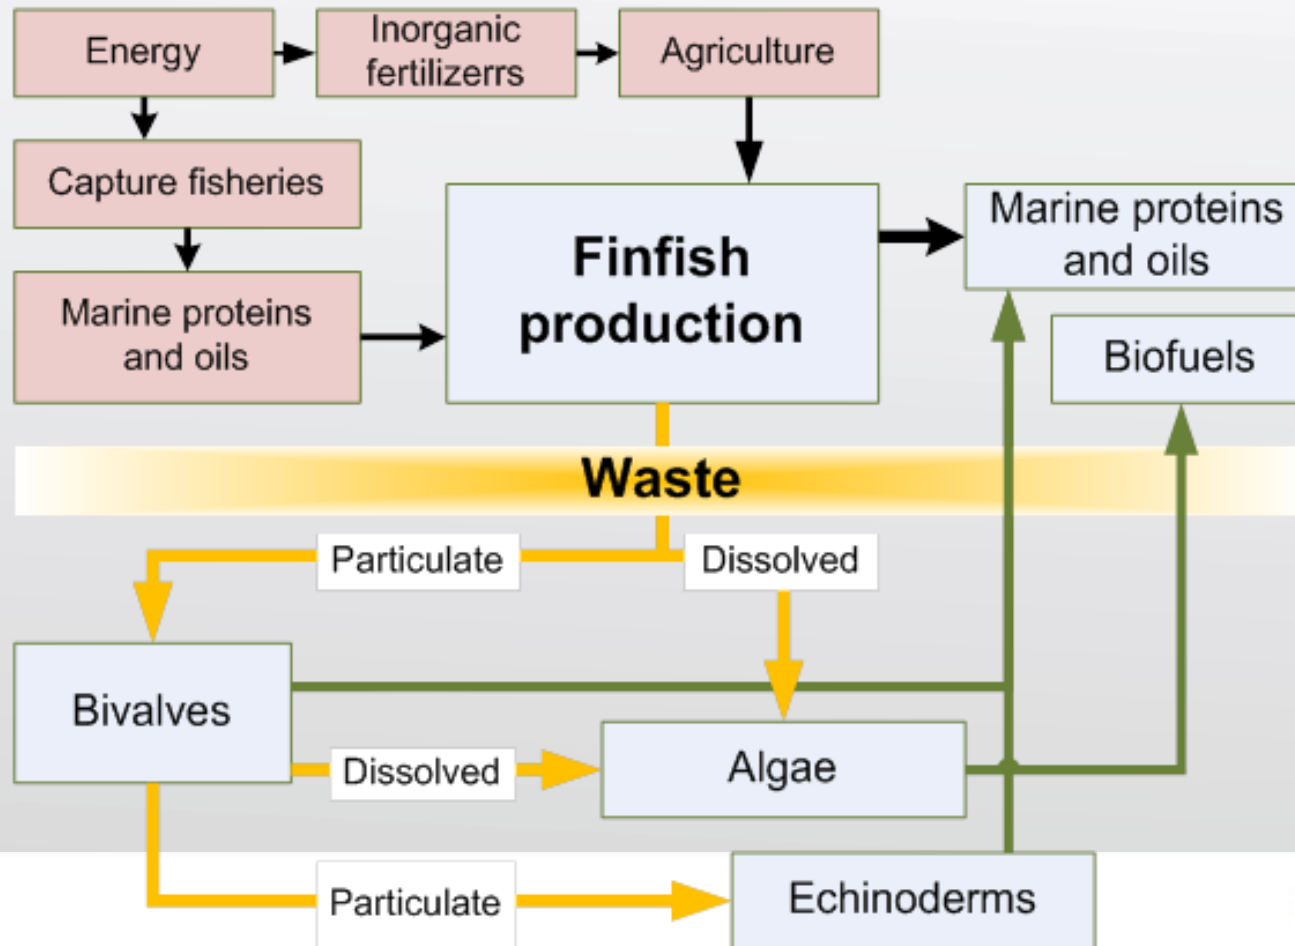 Energy
Inorganic
fertilizerrs
Agriculture
Capture fisheries
Marine proteins
and oils
Finfish
production
Marine proteins
and oils
Biofuels
Waste
Particulate
Dissolved
Bivalves
Dissolved
Algae
Particulate
Echinoderms